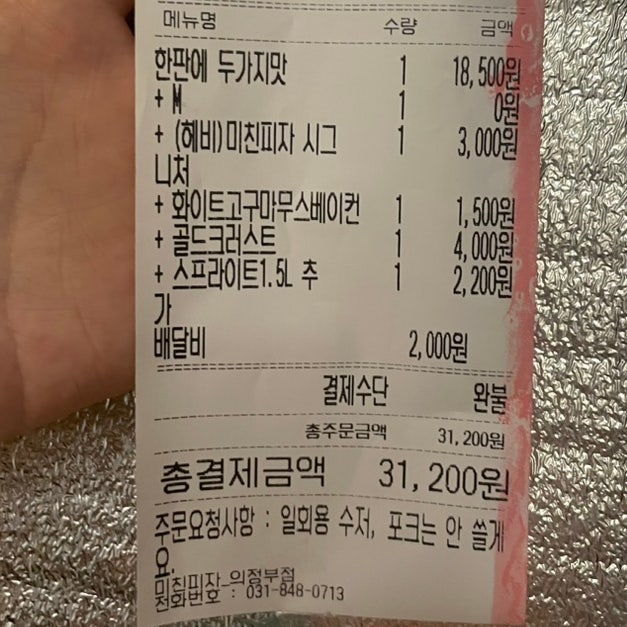 메뉴명 수량 금액
한판에 두가지맛 1 18,500원
+ M 1 0원
+ (헤비)미친피자 시그 1 3,000원
니처
+ 화이트고구마무스베이컨 1 1,500원
+ 골드크러스트 1 4,000원
+ 스프라이트1.5L 추 1 2,200원
가
배달비 2,000원
결제수단 완불
총주문금액 31,200원
총결제금액 31,200원
주문요청사항 : 일회용 수저, 포크는 안 쓸게
요.
미친피자_의정부점
전화번호 : 031-848-0713